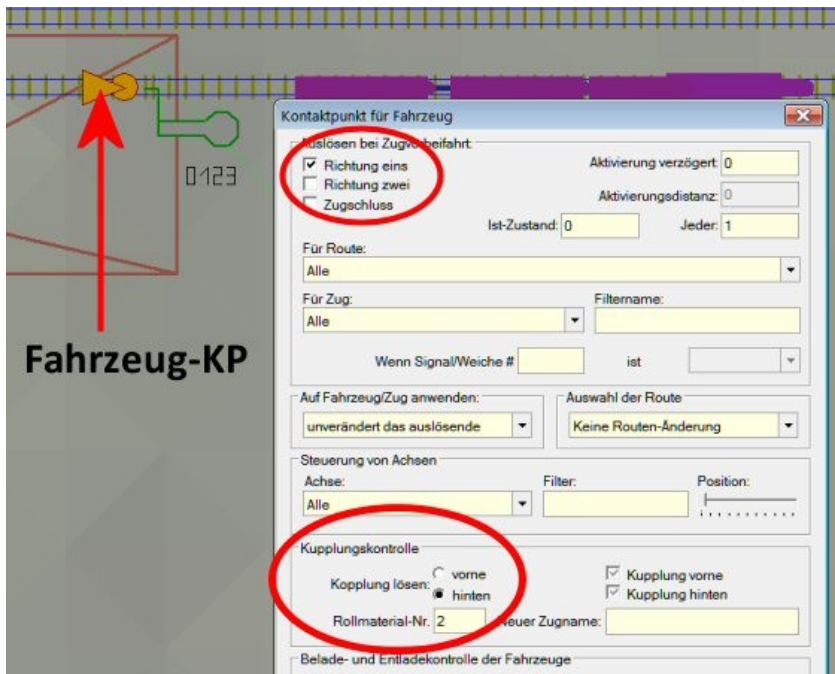 0123
Fahrzeug-KP
Kontaktpunkt für Fahrzeug
Auslösen bei Zugvorbeifahrt:
Richtung eins
Aktivierung verzögert: 0
Richtung zwei
Aktivierungsdistanz: 0
Zugschluss
Ist-Zustand: 0 Jeder: 1
Für Route:
Alle
Für Zug: Filtername:
Alle
Wenn Signal/Weiche # ist
Auf Fahrzeug/Zug anwenden: Auswahl der Route
unverändert das auslösende Keine Routen-Änderung
Steuerung von Achsen
Achse: Filter: Position:
Alle
Kupplungskontrolle
Kopplung lösen: vorne Kupplung vorne
hinten Kupplung hinten
Rollmaterial-Nr. 2 Neuer Zugname:
Belade- und Entladekontrolle der Fahrzeuge